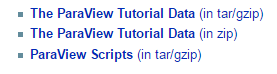 The ParaView Tutorial Data (in tar/gzip)
The ParaView Tutorial Data (in zip)
ParaView Scripts (in tar/gzip)